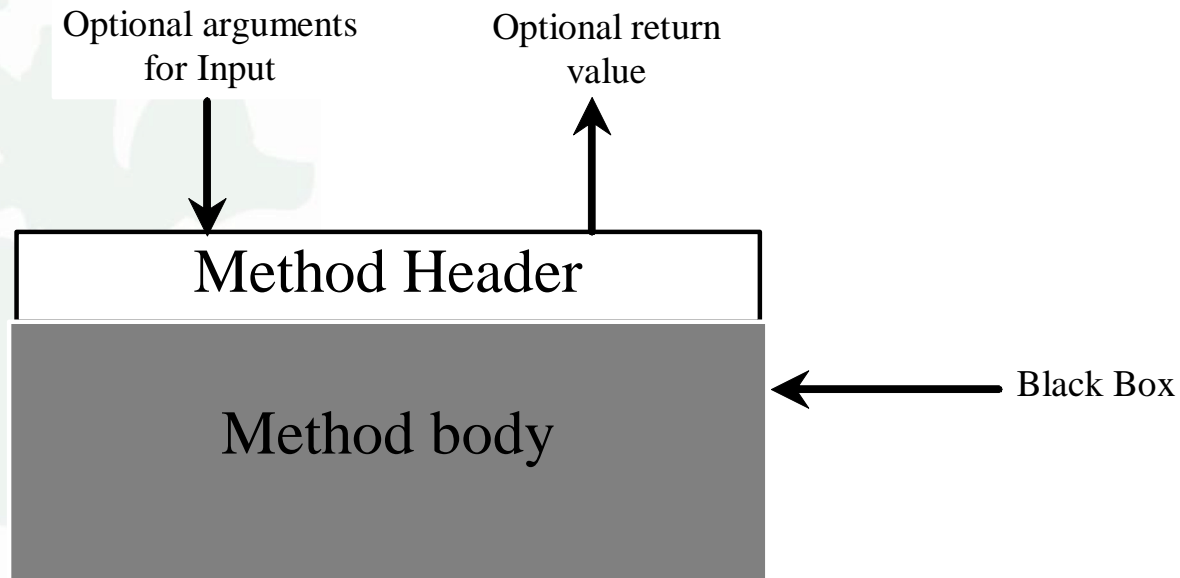 Optional arguments
for Input
Optional return
value
Method Header
Method body
Black Box